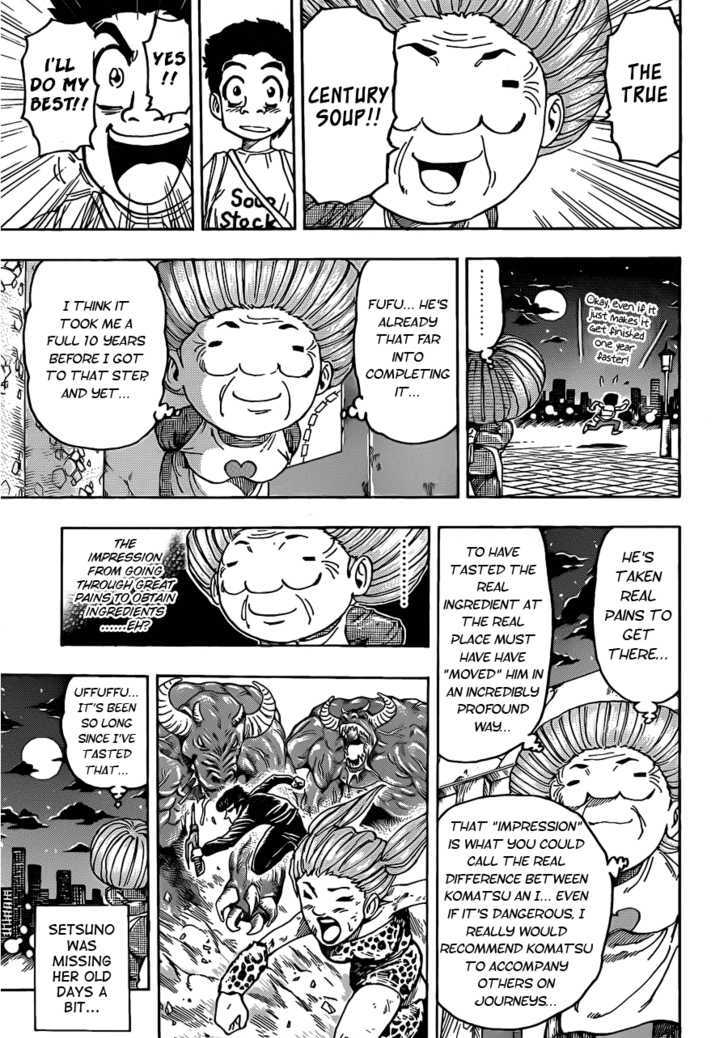 THE
TRUE
CENTURY
SOUP!!
Soup
Stock
YES
!!
I'LL
DO MY
BEST!!
Okay, even if it
just makes it
get finished
one year
faster!
........
FUFU... HE'S
ALREADY
THAT FAR
INTO
COMPLETING
IT...
I THINK IT
TOOK ME A
FULL 10 YEARS
BEFORE I GOT
TO THAT STEP,
AND YET...
HE'S
TAKEN
REAL
PAINS TO
GET
THERE...
TO HAVE
TASTED THE
REAL
INGREDIENT AT
THE REAL
PLACE MUST
HAVE HAVE
"MOVED" HIM
IN AN
INCREDIBLY
PROFOUND
WAY...
THAT "IMPRESSION"
IS WHAT YOU
COULD
CALL THE REAL
DIFFERENCE BETWEEN
KOMATSU AN I... EVEN
IF IT'S DANGEROUS, I
REALLY WOULD
RECOMMEND KOMATSU
TO ACCOMPANY
OTHERS ON
JOURNEYS...
........
THE
IMPRESSION
FROM GOING
THROUGH GREAT
PAINS TO OBTAIN
INGREDIENTS
......EH?
UFFUFFU...
IT'S BEEN
SO LONG
SINCE I'VE
TASTED
THAT...
SETSUNO
WAS
MISSING
HER OLD
DAYS A
BIT...